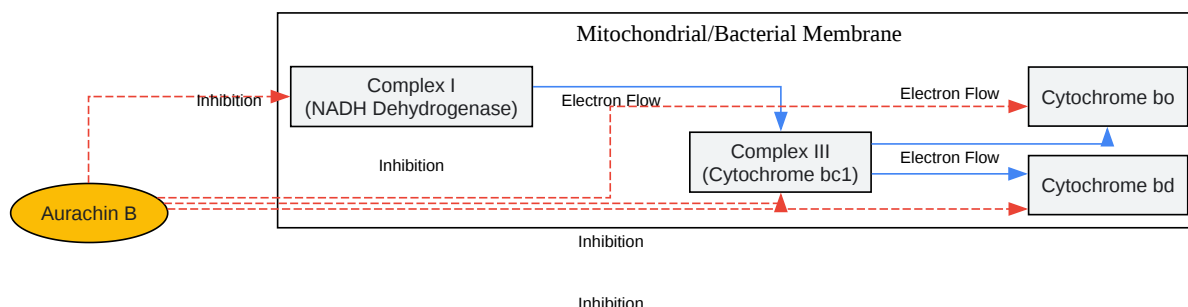 Mitochondrial/Bacterial Membrane
Complex I
(NADH Dehydrogenase)
Inhibition
Electron Flow
Electron Flow
Cytochrome bo
Inhibition
Complex III
(Cytochrome bc1)
Electron Flow
Cytochrome bd
Aurachin B
Inhibition
Inhibition